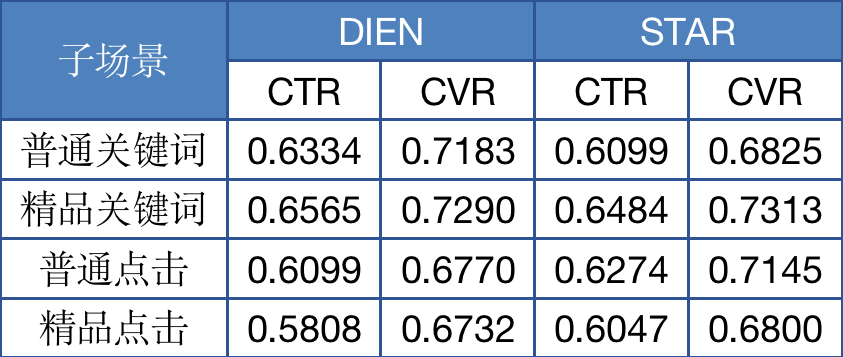 子场景 DIEN STAR
CTR CVR CTR CVR
普通关键词 0.6334 0.7183 0.6099 0.6825
精品关键词 0.6565 0.7290 0.6484 0.7313
普通点击 0.6099 0.6770 0.6274 0.7145
精品点击 0.5808 0.6732 0.6047 0.6800